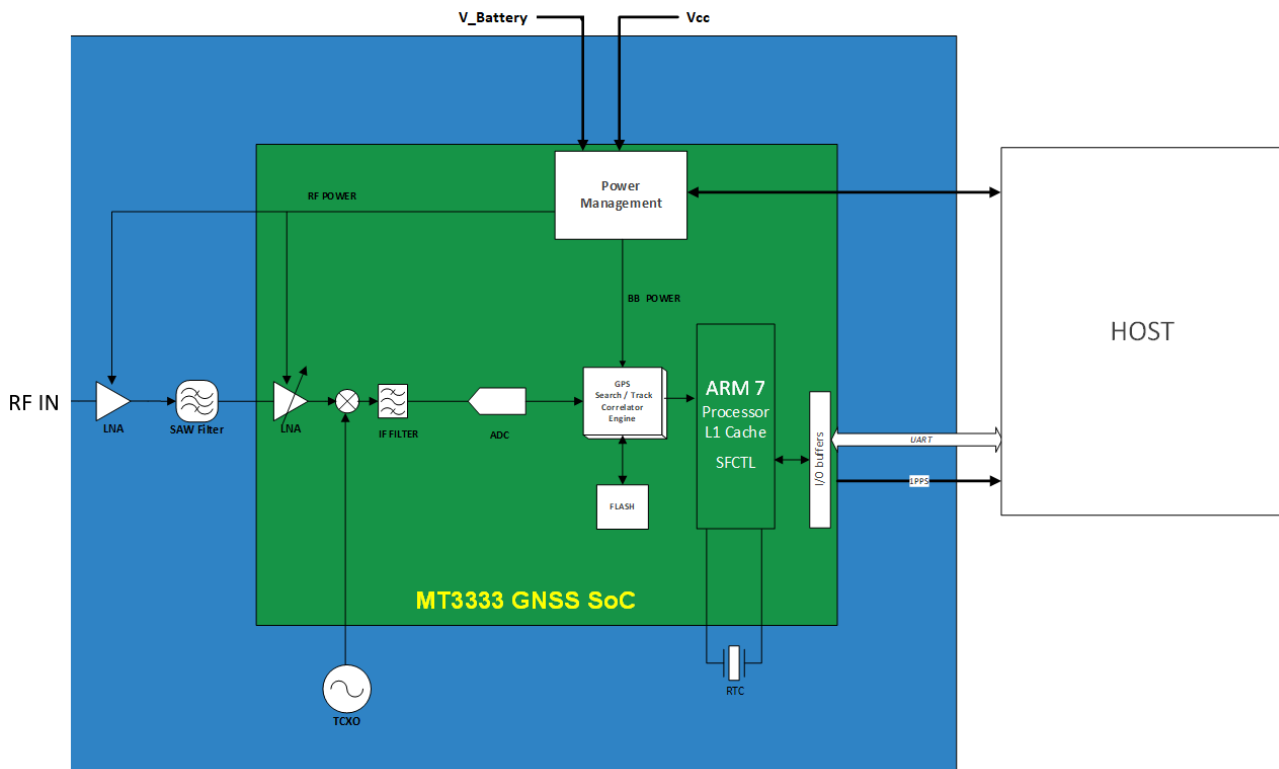 V_Battery
Vcc
Power
Management
RF POWER
BB POWER
HOST
RF IN
LNA
SAW Filter
LNA
IF FILTER
ADC
GPS
Search / Track
Correlator
Engine
ARM 7
Processor
L1 Cache
SFCTL
I/O buffers
UART
1PPS
FLASH
MT3333 GNSS SoC
TCXO
RTC